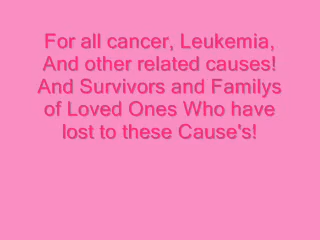 For all cancer, Leukemia,
And other related causes!
And Survivors and Familys
of Loved Ones Who have
lost to these Cause's!